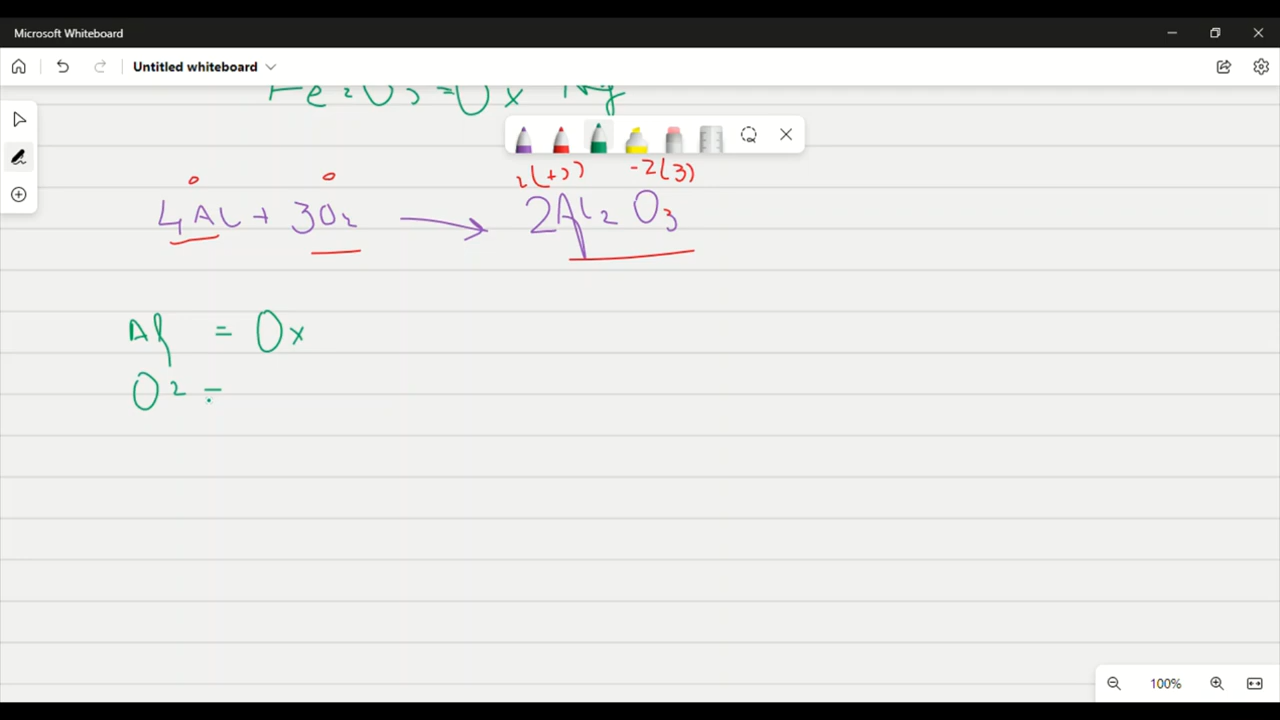 Microsoft Whiteboard
Untitled whiteboard
Fe2O3 = Ox Ng
0 0 2(+3) -2(3)
4Al + 3O2 → 2Al2O3
Al = Ox
O2 =
100%